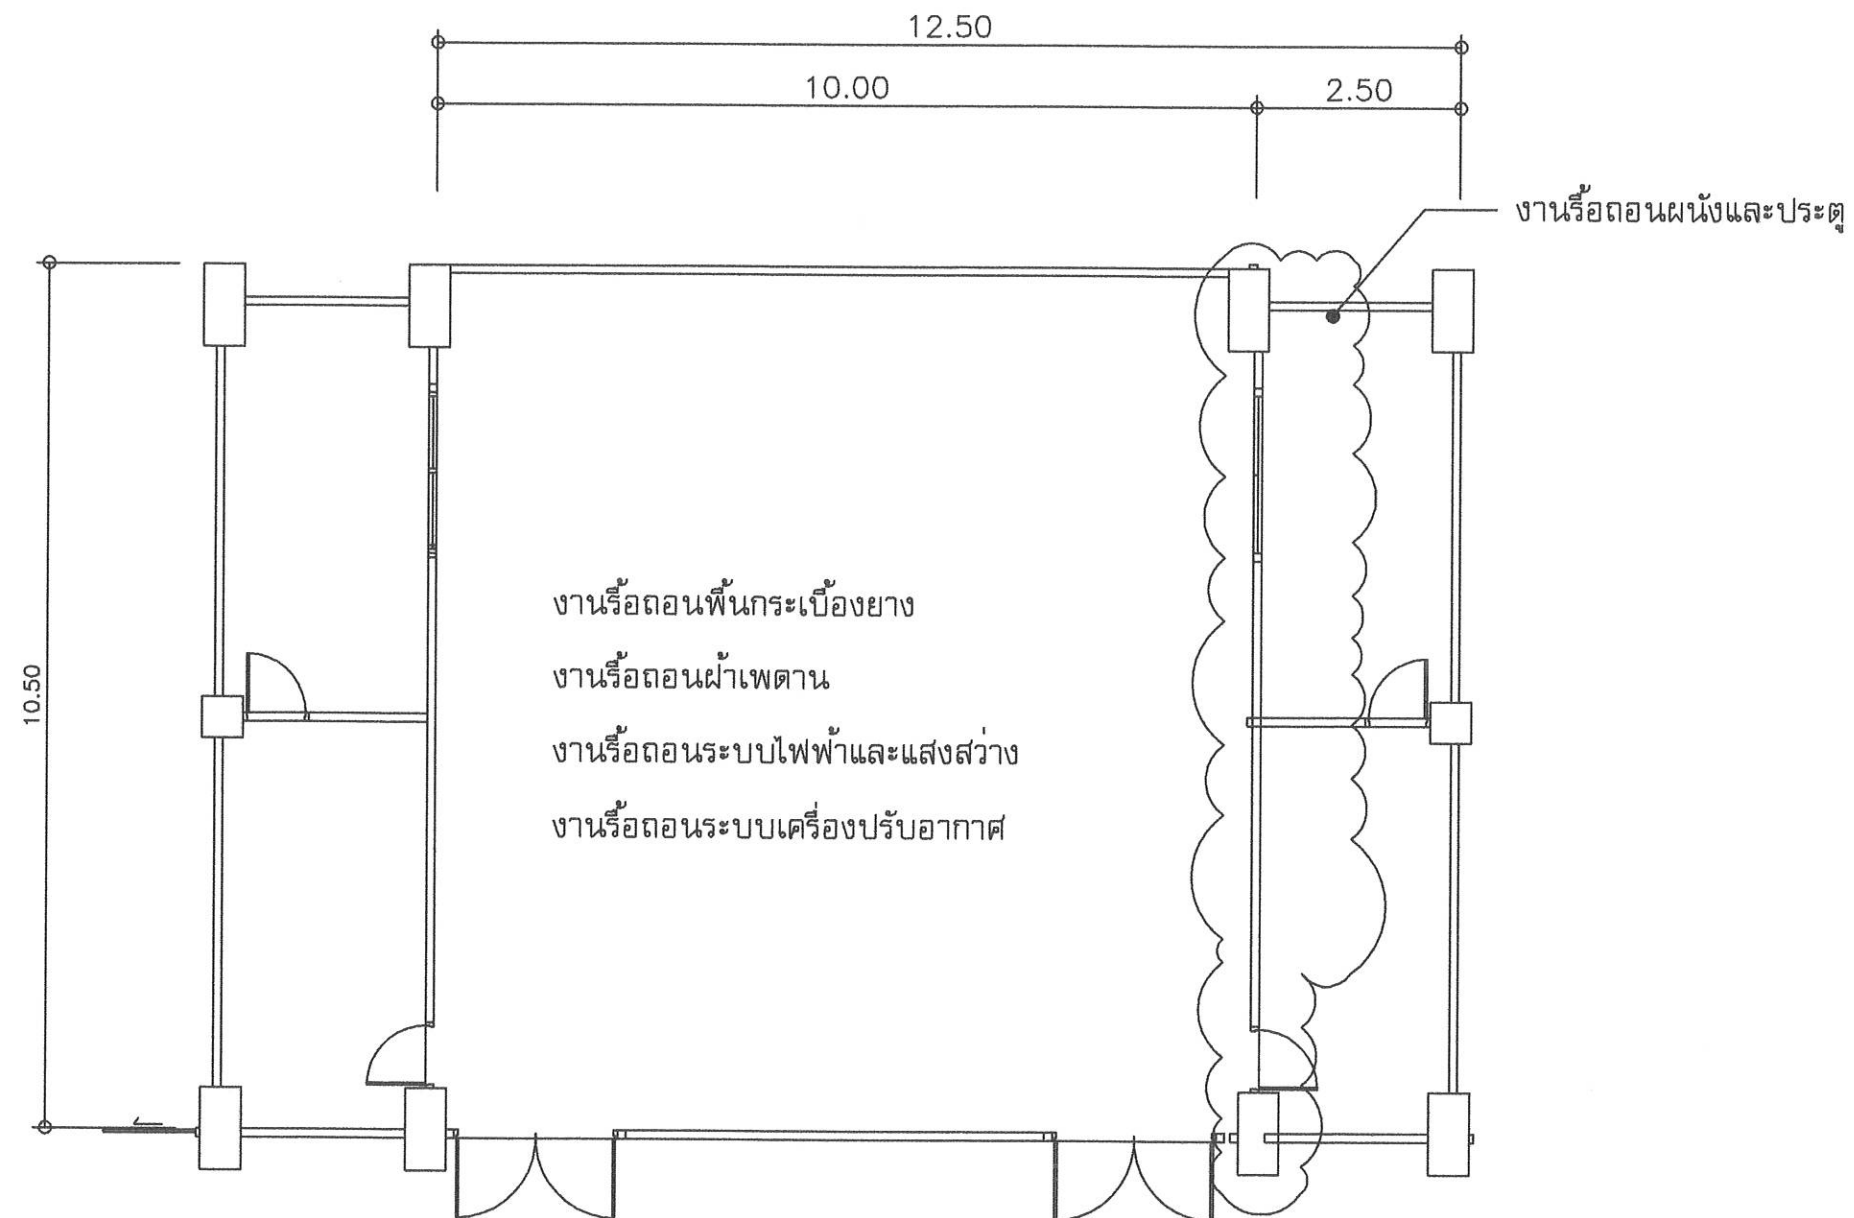 12.50
10.00
2.50
งานรื้อถอนผนังและประตู
10.50
งานรื้อถอนพื้นกระเบื้องยาง
งานรื้อถอนฝ้าเพดาน
งานรื้อถอนระบบไฟฟ้าและแสงสว่าง
งานรื้อถอนระบบเครื่องปรับอากาศ